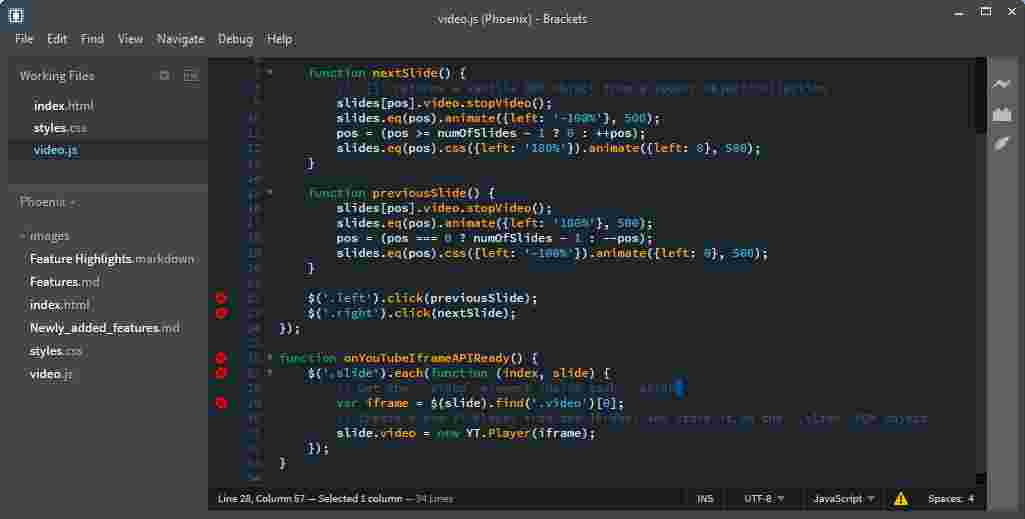 video.js (Phoenix) - Brackets
File Edit Find View Navigate Debug Help
Working Files
index.html
styles.css
video.js
Phoenix
images
Feature Highlights.markdown
Features.md
index.html
Newly_added_features.md
styles.css
video.js
function nextSlide() {
slides[pos].video.stopVideo();
slides.eq(pos).animate({left: '-100%'}, 500);
pos = (pos >= numOfSlides - 1 ? 0 : ++pos);
slides.eq(pos).css({left: '100%'}).animate({left: 0}, 500);
}
function previousSlide() {
slides[pos].video.stopVideo();
slides.eq(pos).animate({left: '100%'}, 500);
pos = (pos === 0 ? numOfSlides - 1 : --pos);
slides.eq(pos).css({left: '-100%'}).animate({left: 0}, 500);
}
$('.left').click(previousSlide);
$('.right').click(nextSlide);
});
function onYouTubeIframeAPIReady() {
$('.slide').each(function (index, slide) {
var iframe = $(slide).find('.video')[0];
slide.video = new YT.Player(iframe);
});
}
Line 28, Column 57 — Selected 1 column — 34 Lines INS UTF-8 JavaScript Spaces: 4